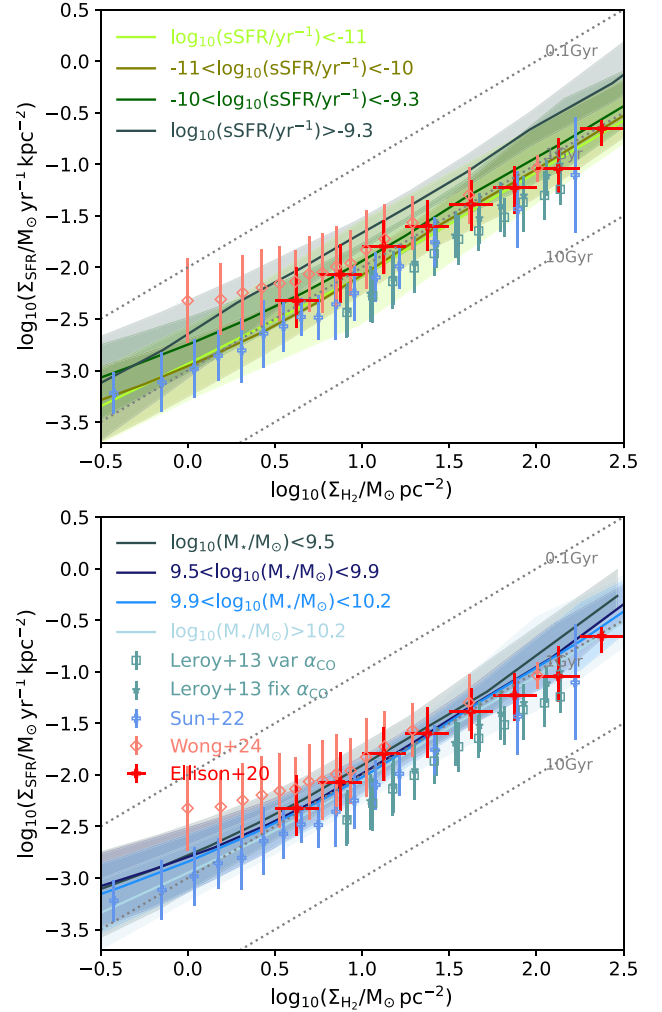 log₁₀(sSFR/yr⁻¹)<-11
-11<log₁₀(sSFR/yr⁻¹)<-10
-10<log₁₀(sSFR/yr⁻¹)<-9.3
log₁₀(sSFR/yr⁻¹)>-9.3
0.1Gyr
1Gyr
10Gyr
0.5
0.0
-0.5
-1.0
-1.5
-2.0
-2.5
-3.0
-3.5
log₁₀(Σ_SFR/M⊙ yr⁻¹ kpc⁻²)
-0.5 0.0 0.5 1.0 1.5 2.0 2.5
log₁₀(Σ_H₂/M⊙ pc⁻²)
log₁₀(M⋆/M⊙)<9.5
9.5<log₁₀(M⋆/M⊙)<9.9
9.9<log₁₀(M⋆/M⊙)<10.2
log₁₀(M⋆/M⊙)>10.2
Leroy+13 var α_CO
Leroy+13 fix α_CO
Sun+22
Wong+24
Ellison+20
0.1Gyr
1Gyr
10Gyr
0.5
0.0
-0.5
-1.0
-1.5
-2.0
-2.5
-3.0
-3.5
log₁₀(Σ_SFR/M⊙ yr⁻¹ kpc⁻²)
-0.5 0.0 0.5 1.0 1.5 2.0 2.5
log₁₀(Σ_H₂/M⊙ pc⁻²)